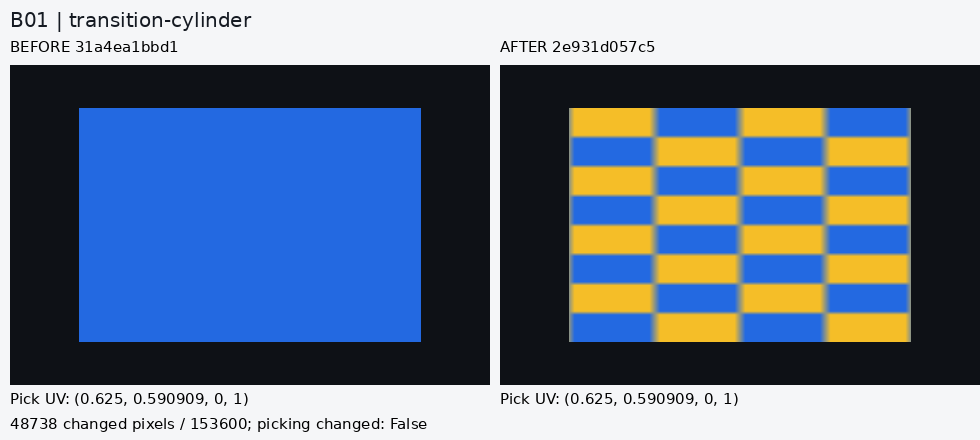 B01 | transition-cylinder
BEFORE 31a4ea1bbd1
AFTER 2e931d057c5
Pick UV: (0.625, 0.590909, 0, 1)
Pick UV: (0.625, 0.590909, 0, 1)
48738 changed pixels / 153600; picking changed: False